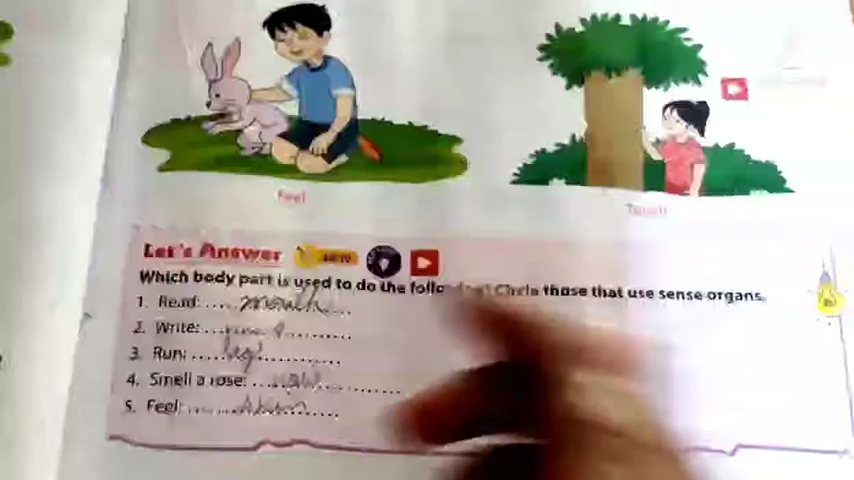 Feel
Touch
Let's Answer
Which body part is used to do the Circle those that use sense organs.
1. Read: .... mouth ...
2. Write: ...
3. Run: ..... leg ..............
4. Smell a rose: ...
5. Feel: ........ ..........